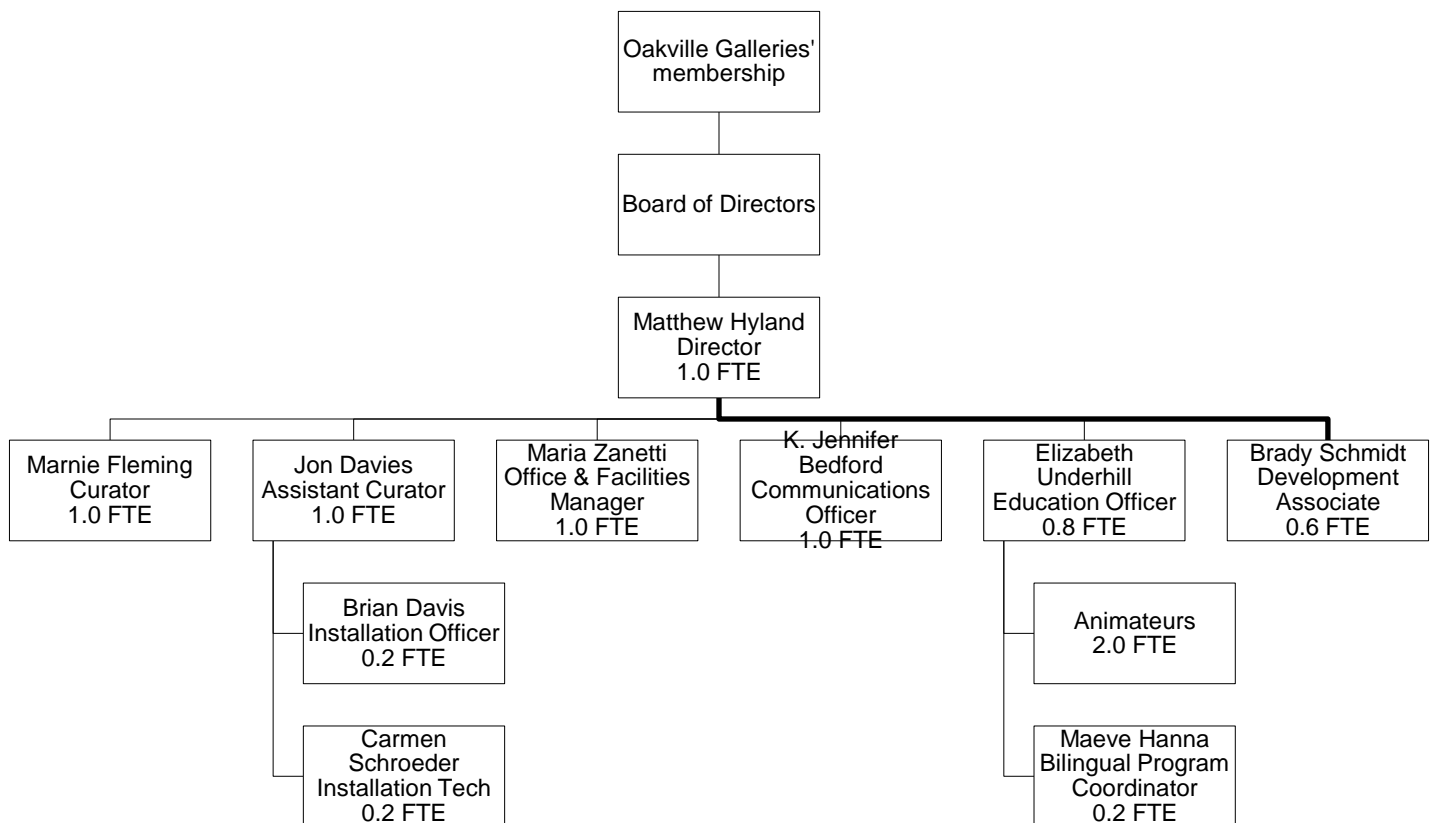 Oakville Galleries'
membership
Board of Directors
Matthew Hyland
Director
1.0 FTE
Marnie Fleming
Curator
1.0 FTE
Jon Davies
Assistant Curator
1.0 FTE
Maria Zanetti
Office & Facilities
Manager
1.0 FTE
K. Jennifer
Bedford
Communications
Officer
1.0 FTE
Elizabeth
Underhill
Education Officer
0.8 FTE
Brady Schmidt
Development
Associate
0.6 FTE
Brian Davis
Installation Officer
0.2 FTE
Animateurs
2.0 FTE
Carmen
Schroeder
Installation Tech
0.2 FTE
Maeve Hanna
Bilingual Program
Coordinator
0.2 FTE